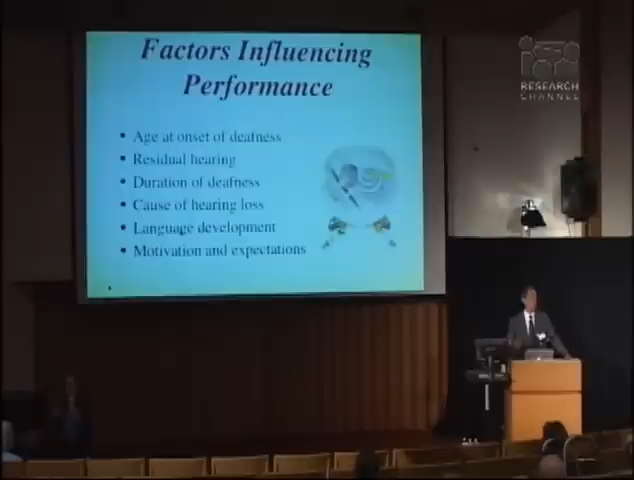 Factors Influencing
Performance
• Age at onset of deafness
• Residual hearing
• Duration of deafness
• Cause of hearing loss
• Language development
• Motivation and expectations
RESEARCH
CHANNEL